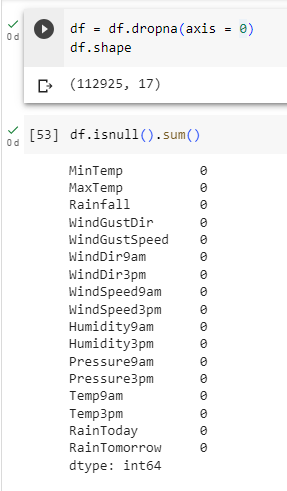 0 d
df = df.dropna(axis = 0)
df.shape
(112925, 17)
0 d
[53] df.isnull().sum()
MinTemp 0
MaxTemp 0
Rainfall 0
WindGustDir 0
WindGustSpeed 0
WindDir9am 0
WindDir3pm 0
WindSpeed9am 0
WindSpeed3pm 0
Humidity9am 0
Humidity3pm 0
Pressure9am 0
Pressure3pm 0
Temp9am 0
Temp3pm 0
RainToday 0
RainTomorrow 0
dtype: int64